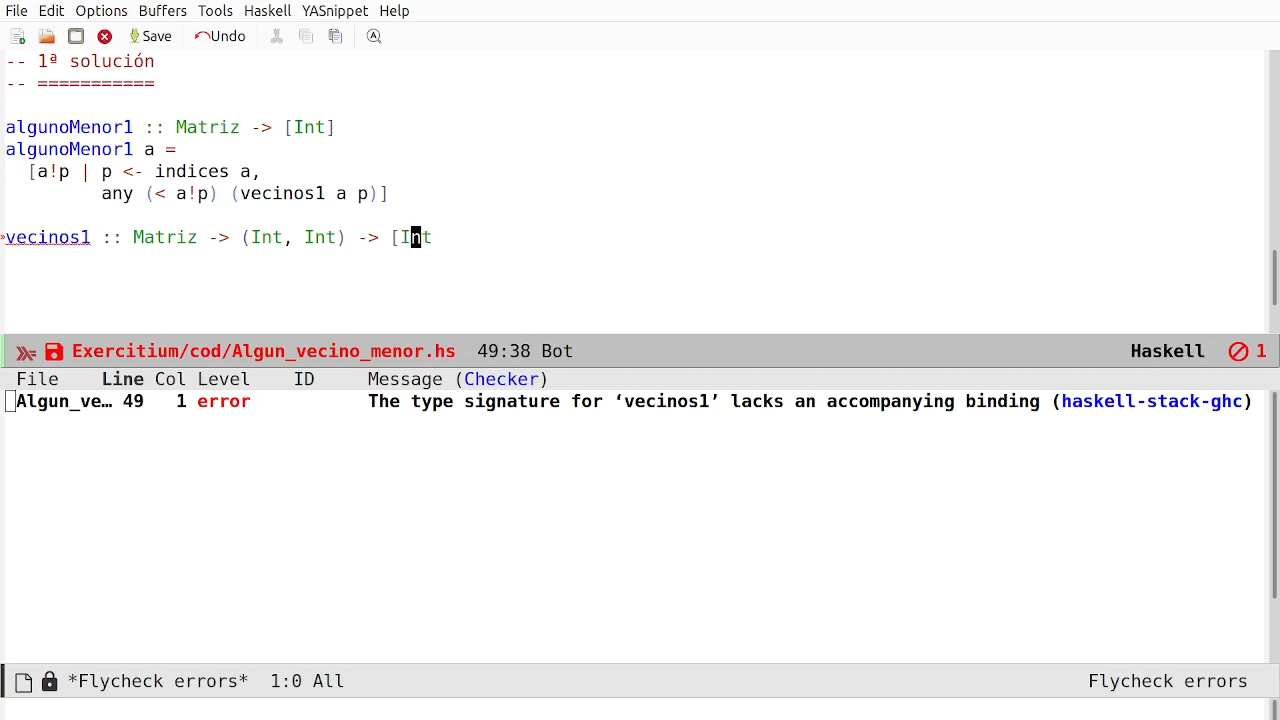 File Edit Options Buffers Tools Haskell YASnippet Help
Save Undo
-- 1ª solución
-- ===========
algunoMenor1 :: Matriz -> [Int]
algunoMenor1 a =
  [a!p | p <- indices a,
         any (< a!p) (vecinos1 a p)]
»vecinos1 :: Matriz -> (Int, Int) -> [Int
Exercitium/cod/Algun_vecino_menor.hs 49:38 Bot Haskell 1
File Line Col Level ID Message (Checker)
Algun_ve… 49 1 error The type signature for ‘vecinos1’ lacks an accompanying binding (haskell-stack-ghc)
*Flycheck errors* 1:0 All Flycheck errors